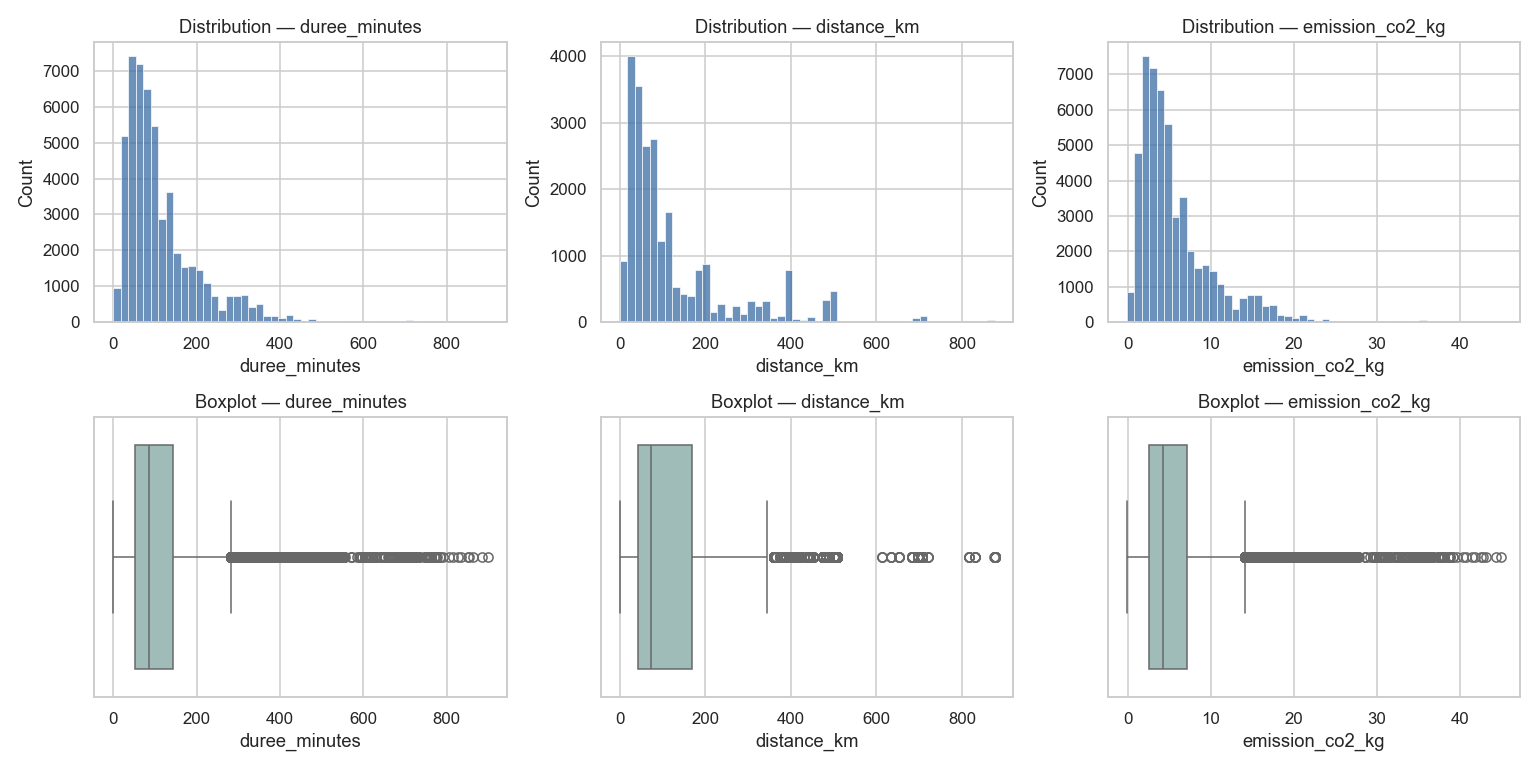 Distribution — duree_minutes
7000
6000
5000
4000
3000
2000
1000
0
Count
0 200 400 600 800
duree_minutes
Distribution — distance_km
4000
3000
2000
1000
0
Count
0 200 400 600 800
distance_km
Distribution — emission_co2_kg
7000
6000
5000
4000
3000
2000
1000
0
Count
0 10 20 30 40
emission_co2_kg
Boxplot — duree_minutes
0 200 400 600 800
duree_minutes
Boxplot — distance_km
0 200 400 600 800
distance_km
Boxplot — emission_co2_kg
0 10 20 30 40
emission_co2_kg